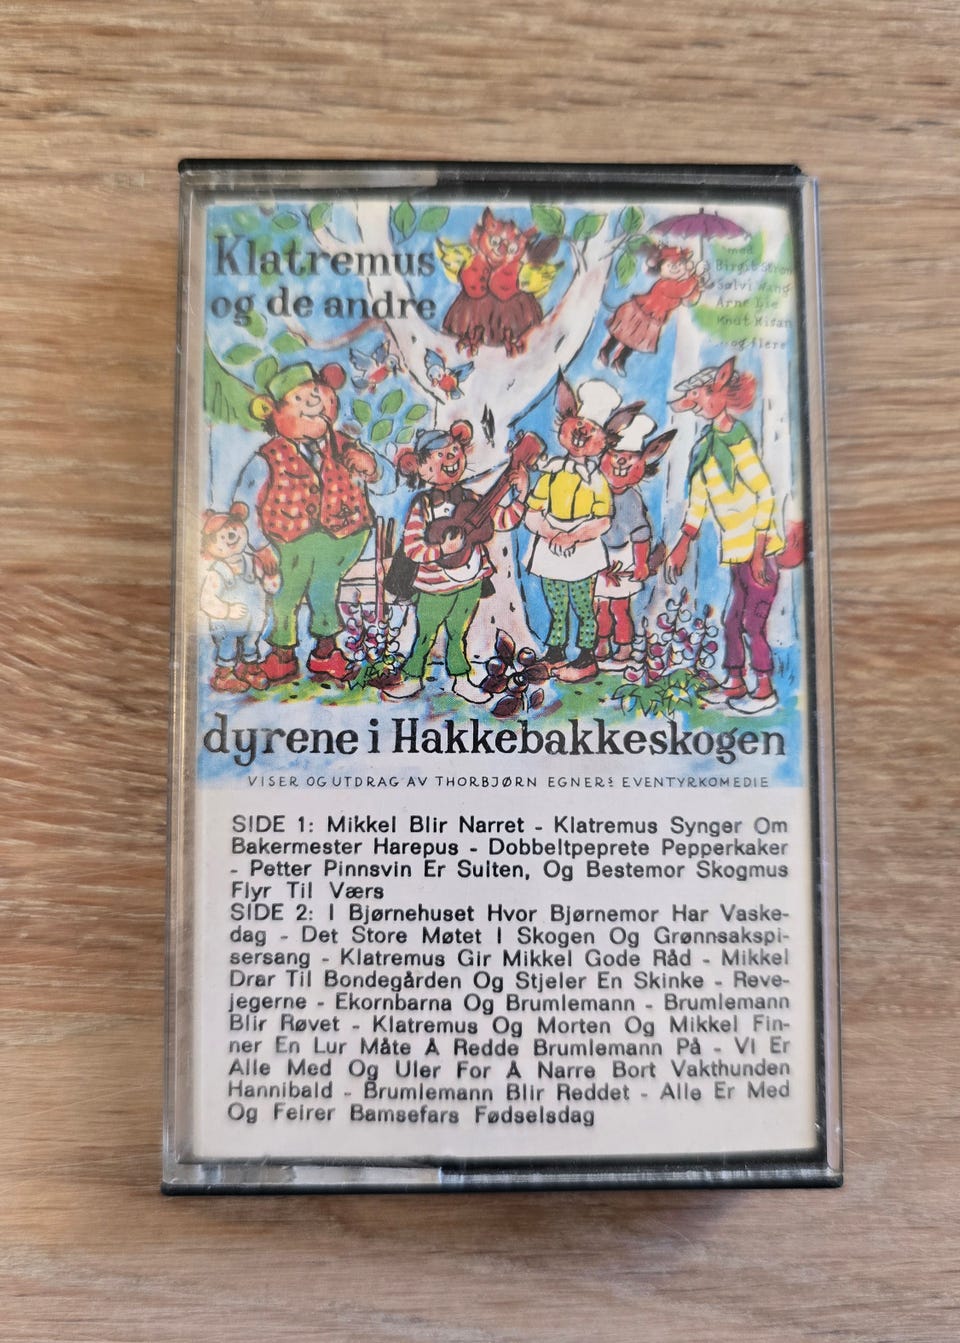 Klatremus
og de andre
med
Birgit Strøm
Sølvi Wang
Arne Lie
Knut Risan
...og flere
dyrene i Hakkebakkeskogen
VISER OG UTDRAG AV THORBJØRN EGNERS EVENTYRKOMEDIE
SIDE 1: Mikkel Blir Narret - Klatremus Synger Om
Bakermester Harepus - Dobbeltpeprete Pepperkaker
- Petter Pinnsvin Er Sulten, Og Bestemor Skogmus
Flyr Til Værs
SIDE 2: I Bjørnehuset Hvor Bjørnemor Har Vaske-
dag - Det Store Møtet I Skogen Og Grønnsakspi-
sersang - Klatremus Gir Mikkel Gode Råd - Mikkel
Drar Til Bondegården Og Stjeler En Skinke - Reve-
jegerne - Ekornbarna Og Brumlemann - Brumlemann
Blir Røvet - Klatremus Og Morten Og Mikkel Fin-
ner En Lur Måte Å Redde Brumlemann På - Vi Er
Alle Med Og Uler For Å Narre Bort Vakthunden
Hannibald - Brumlemann Blir Reddet - Alle Er Med
Og Feirer Bamsefars Fødselsdag